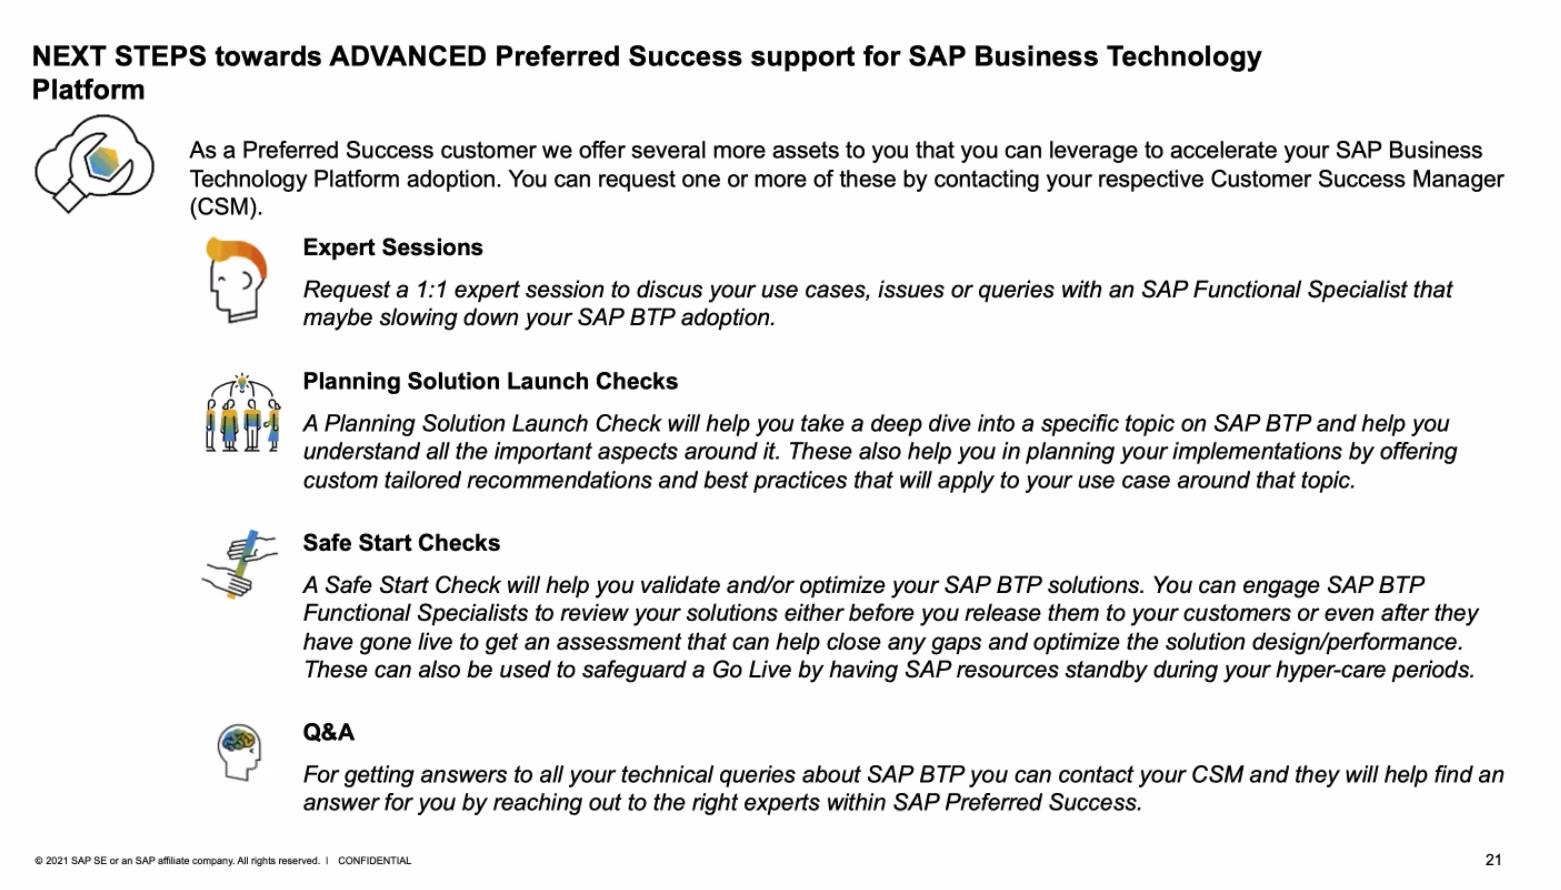 NEXT STEPS towards ADVANCED Preferred Success support for SAP Business Technology
Platform
As a Preferred Success customer we offer several more assets to you that you can leverage to accelerate your SAP Business
Technology Platform adoption. You can request one or more of these by contacting your respective Customer Success Manager
(CSM).
Expert Sessions
Request a 1:1 expert session to discus your use cases, issues or queries with an SAP Functional Specialist that
maybe slowing down your SAP BTP adoption.
Planning Solution Launch Checks
A Planning Solution Launch Check will help you take a deep dive into a specific topic on SAP BTP and help you
understand all the important aspects around it. These also help you in planning your implementations by offering
custom tailored recommendations and best practices that will apply to your use case around that topic.
Safe Start Checks
A Safe Start Check will help you validate and/or optimize your SAP BTP solutions. You can engage SAP BTP
Functional Specialists to review your solutions either before you release them to your customers or even after they
have gone live to get an assessment that can help close any gaps and optimize the solution design/performance.
These can also be used to safeguard a Go Live by having SAP resources standby during your hyper-care periods.
Q&A
For getting answers to all your technical queries about SAP BTP you can contact your CSM and they will help find an
answer for you by reaching out to the right experts within SAP Preferred Success.
© 2021 SAP SE or an SAP affiliate company. All rights reserved. | CONFIDENTIAL
21